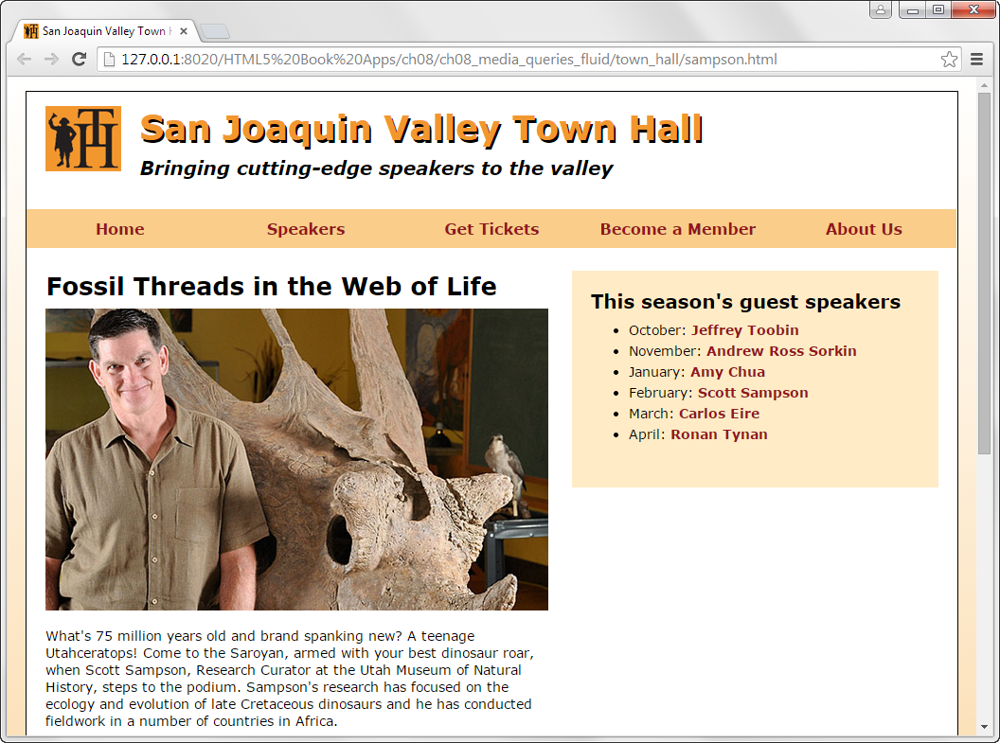 San Joaquin Valley Town H
127.0.0.1:8020/HTML5%20Book%20Apps/ch08/ch08_media_queries_fluid/town_hall/sampson.html
TH
San Joaquin Valley Town Hall
Bringing cutting-edge speakers to the valley
Home Speakers Get Tickets Become a Member About Us
Fossil Threads in the Web of Life
What's 75 million years old and brand spanking new? A teenage
Utahceratops! Come to the Saroyan, armed with your best dinosaur roar,
when Scott Sampson, Research Curator at the Utah Museum of Natural
History, steps to the podium. Sampson's research has focused on the
ecology and evolution of late Cretaceous dinosaurs and he has conducted
fieldwork in a number of countries in Africa.
This season's guest speakers
• October: Jeffrey Toobin
• November: Andrew Ross Sorkin
• January: Amy Chua
• February: Scott Sampson
• March: Carlos Eire
• April: Ronan Tynan